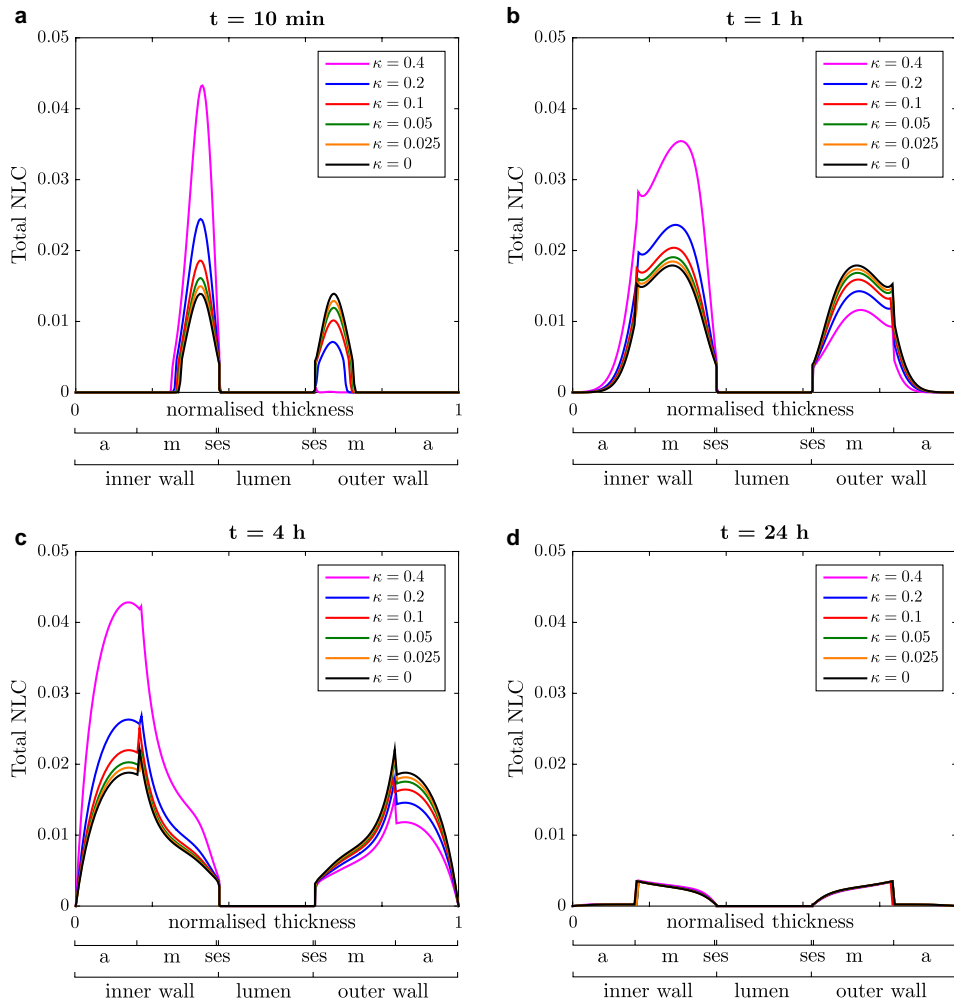 a
t = 10 min
0.05
0.04
0.03
0.02
0.01
0
Total NLC
κ = 0.4
κ = 0.2
κ = 0.1
κ = 0.05
κ = 0.025
κ = 0
0 normalised thickness 1
a m ses ses m a
inner wall lumen outer wall
b
t = 1 h
0.05
0.04
0.03
0.02
0.01
0
Total NLC
κ = 0.4
κ = 0.2
κ = 0.1
κ = 0.05
κ = 0.025
κ = 0
0 normalised thickness
a m ses ses m a
inner wall lumen outer wall
c
t = 4 h
0.05
0.04
0.03
0.02
0.01
0
Total NLC
κ = 0.4
κ = 0.2
κ = 0.1
κ = 0.05
κ = 0.025
κ = 0
0 normalised thickness 1
a m ses ses m a
inner wall lumen outer wall
d
t = 24 h
0.05
0.04
0.03
0.02
0.01
0
Total NLC
κ = 0.4
κ = 0.2
κ = 0.1
κ = 0.05
κ = 0.025
κ = 0
0 normalised thickness
a m ses ses m a
inner wall lumen outer wall